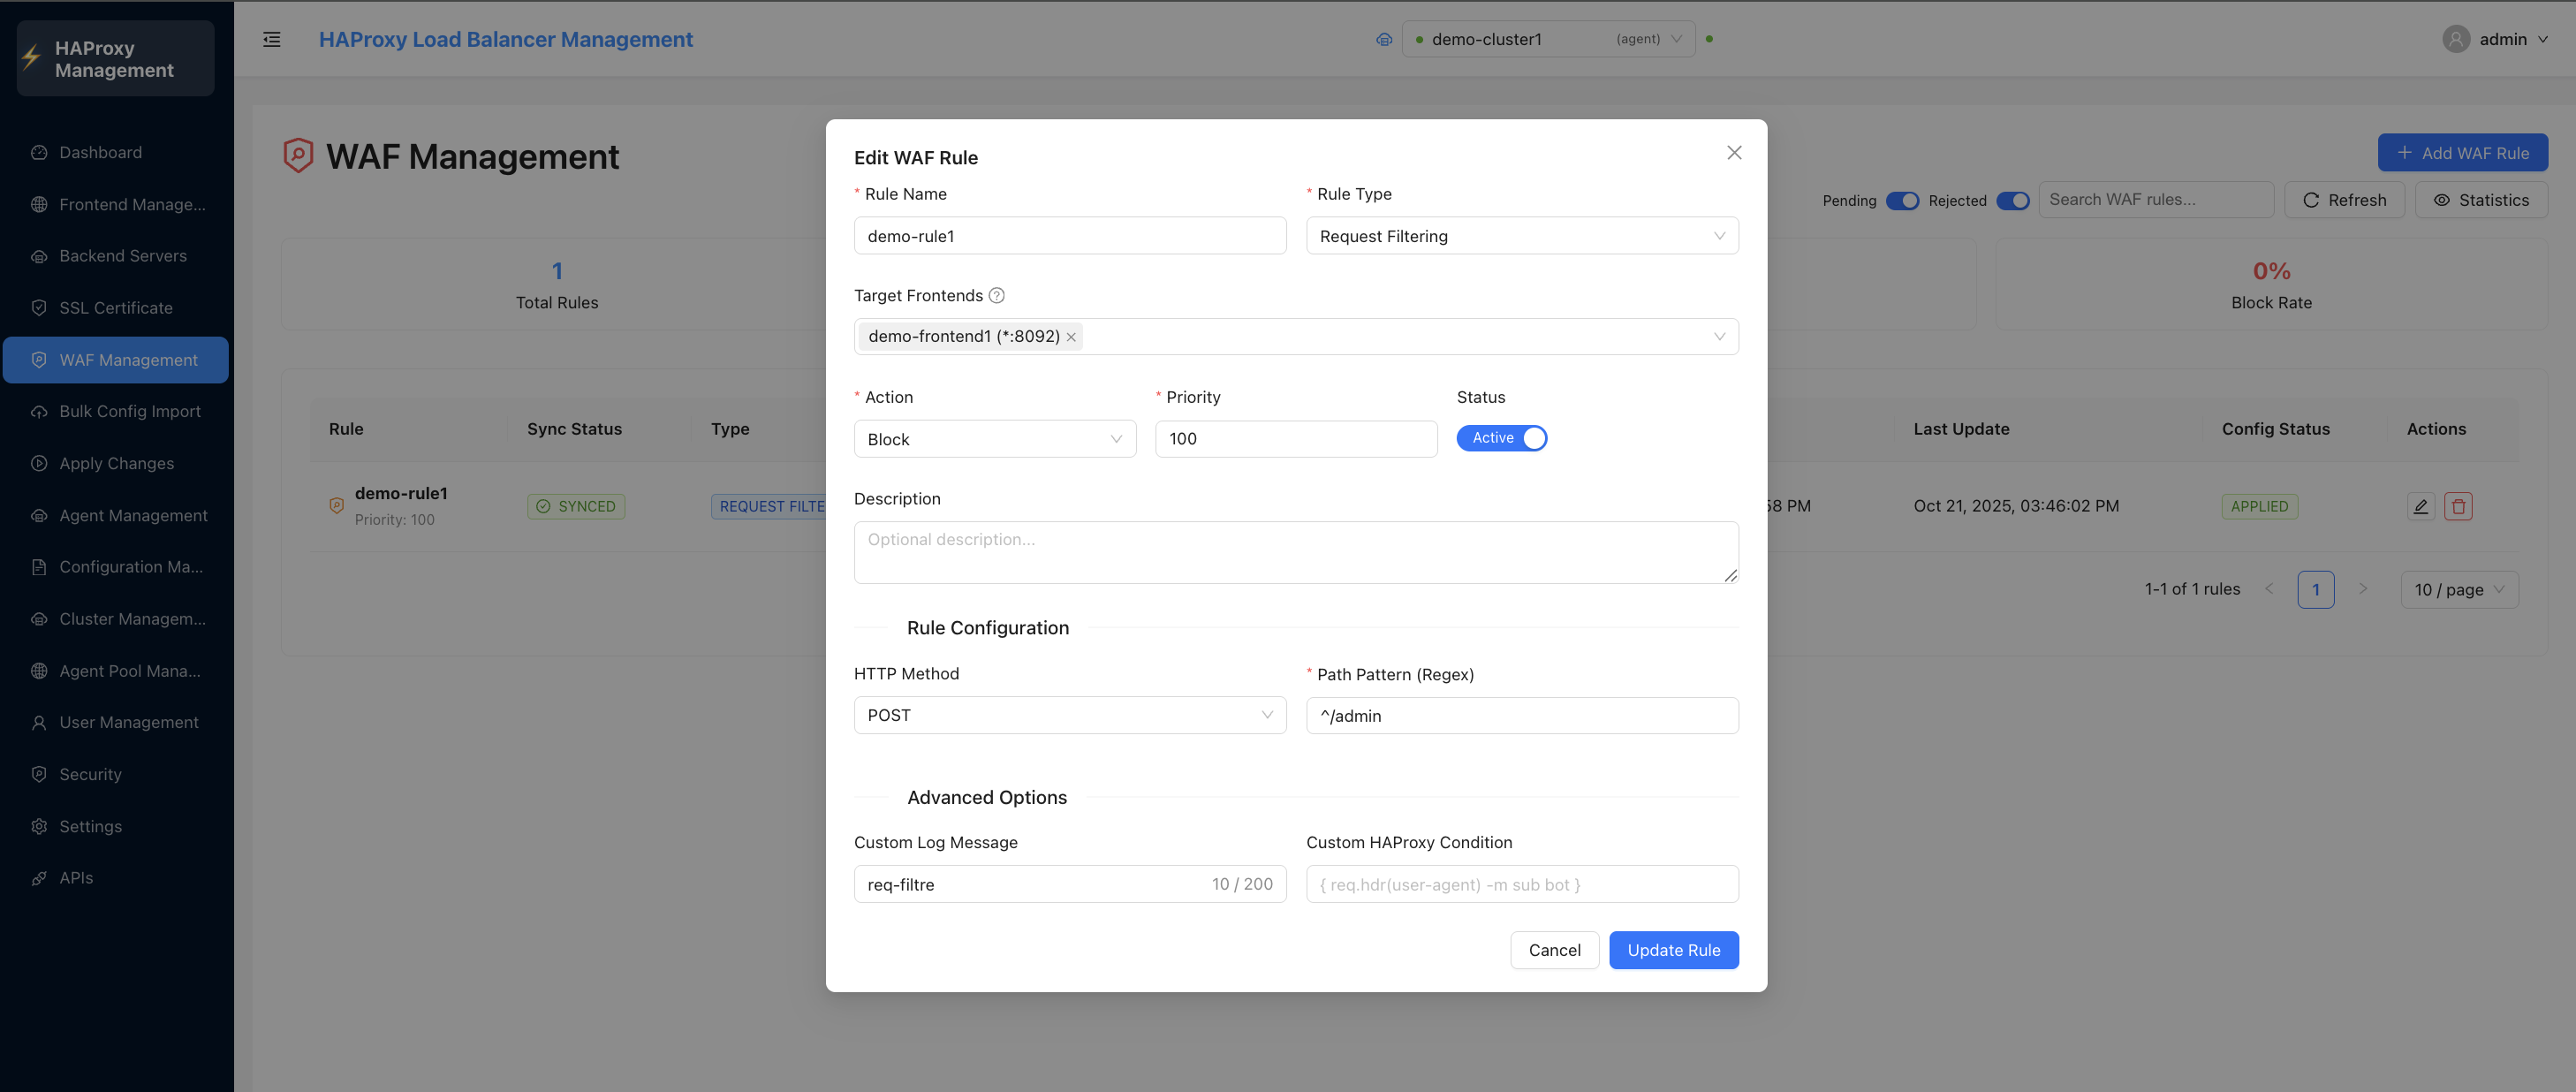 HAProxy
Management
HAProxy Load Balancer Management
demo-cluster1 (agent)
admin
Dashboard
Frontend Manage...
Backend Servers
SSL Certificate
WAF Management
Bulk Config Import
Apply Changes
Agent Management
Configuration Ma...
Cluster Managem...
Agent Pool Mana...
User Management
Security
Settings
APIs
WAF Management
+ Add WAF Rule
Pending Rejected Search WAF rules... Refresh Statistics
1
Total Rules
0%
Block Rate
Rule Sync Status Type Last Update Config Status Actions
demo-rule1
Priority: 100
SYNCED REQUEST FILTE 58 PM Oct 21, 2025, 03:46:02 PM APPLIED
1-1 of 1 rules < 1 > 10 / page
Edit WAF Rule
* Rule Name * Rule Type
demo-rule1 Request Filtering
Target Frontends ?
demo-frontend1 (*:8092)
* Action * Priority Status
Block 100 Active
Description
Optional description...
Rule Configuration
HTTP Method * Path Pattern (Regex)
POST ^/admin
Advanced Options
Custom Log Message Custom HAProxy Condition
req-filtre 10 / 200 { req.hdr(user-agent) -m sub bot }
Cancel Update Rule